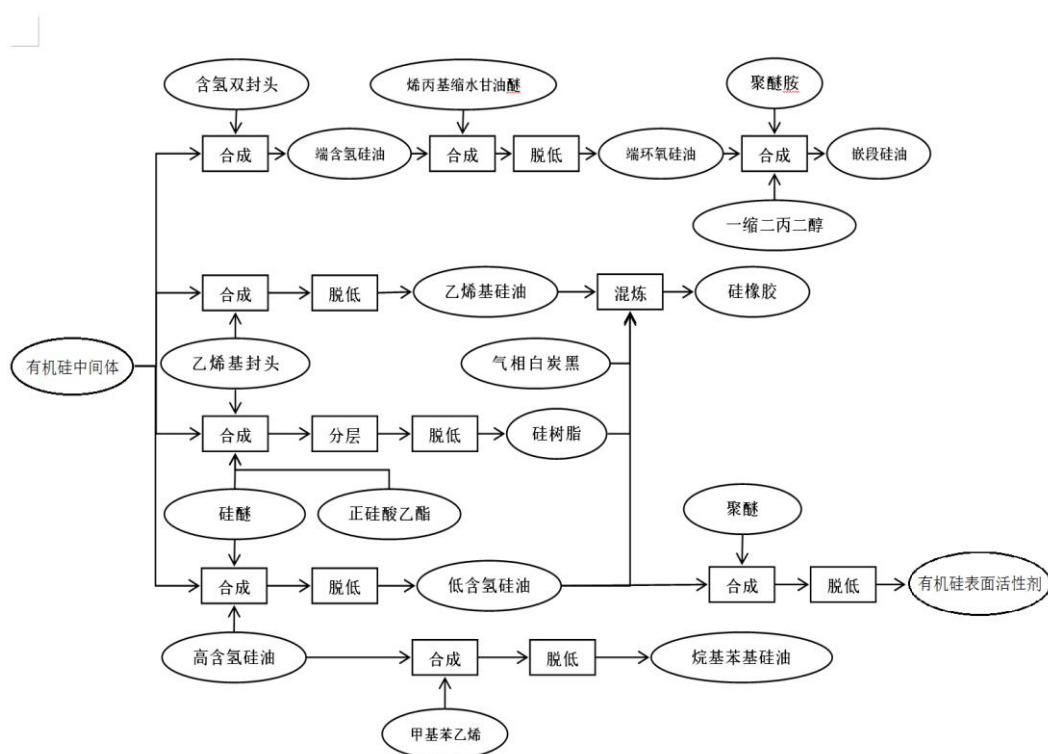 含氢双封头
烯丙基缩水甘油醚
聚醚胺
合成
端含氢硅油
合成
脱低
端环氧硅油
合成
嵌段硅油
一缩二丙二醇
合成
脱低
乙烯基硅油
混炼
硅橡胶
有机硅中间体
乙烯基封头
气相白炭黑
合成
分层
脱低
硅树脂
硅醚
正硅酸乙酯
聚醚
合成
脱低
低含氢硅油
合成
脱低
有机硅表面活性剂
高含氢硅油
合成
脱低
烷基苯基硅油
甲基苯乙烯